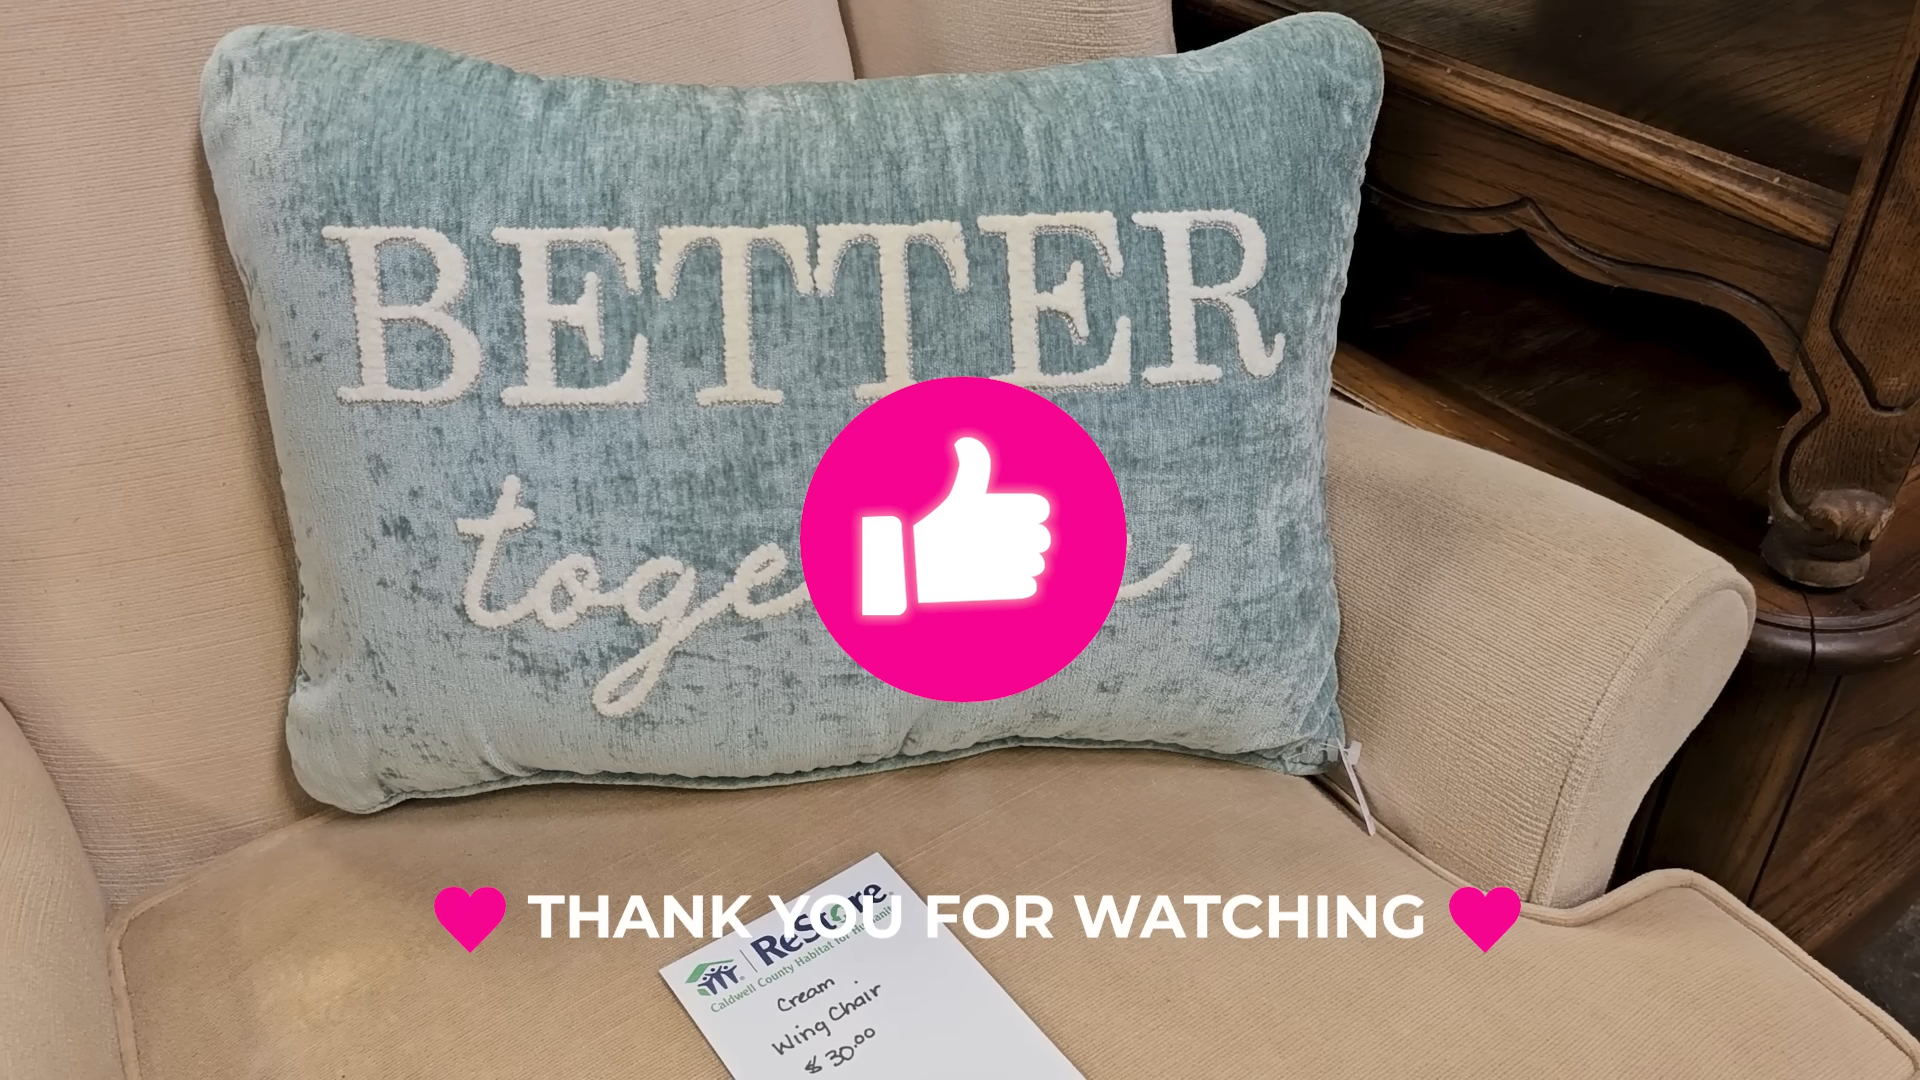 BETTER
toge
THANK YOU FOR WATCHING
ReStore
Caldwell County Habitat for Humanity
Cream
Wing Chair
$30.00